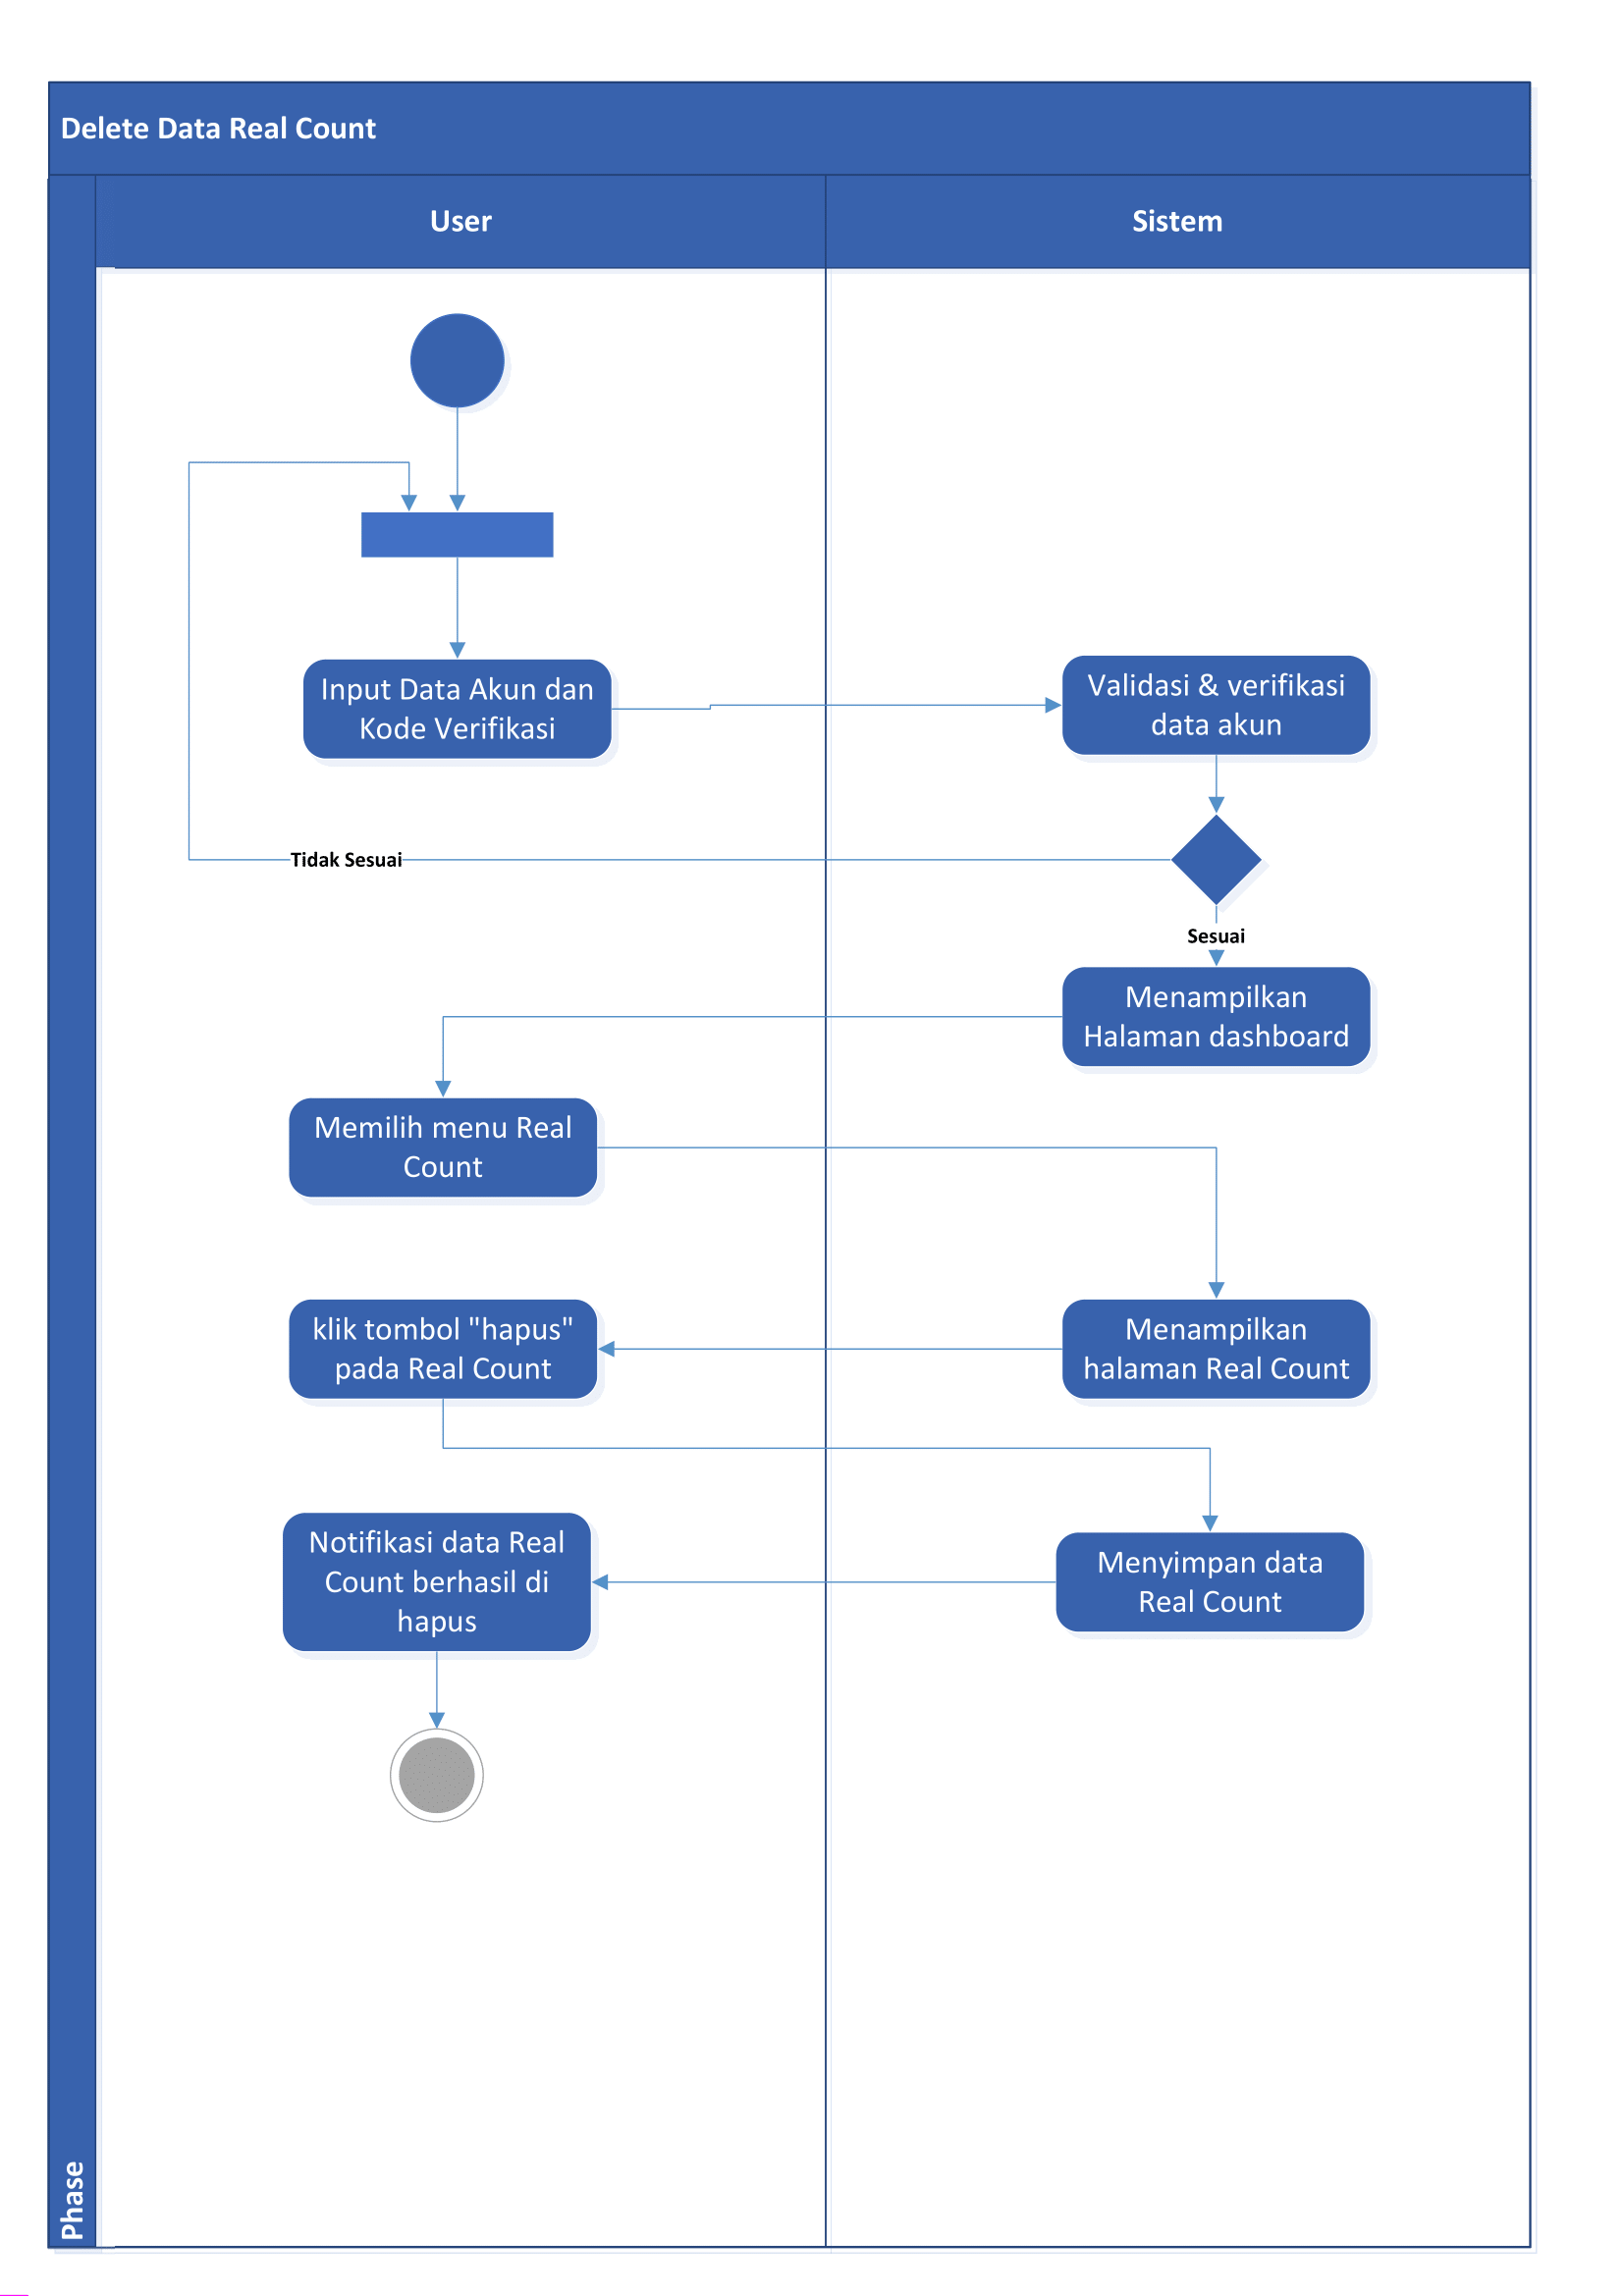 Delete Data Real Count
User
Sistem
Input Data Akun dan
Kode Verifikasi
Validasi & verifikasi
data akun
Tidak Sesuai
Sesuai
Menampilkan
Halaman dashboard
Memilih menu Real
Count
klik tombol "hapus"
pada Real Count
Menampilkan
halaman Real Count
Notifikasi data Real
Count berhasil di
hapus
Menyimpan data
Real Count
Phase